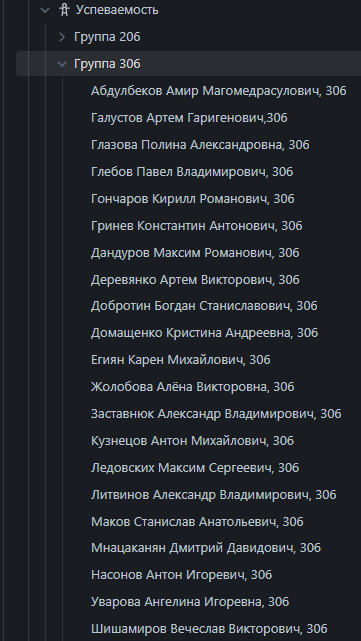 Успеваемость
Группа 206
Группа 306
Абдулбеков Амир Магомедрасулович, 306
Галустов Артем Гаригенович,306
Глазова Полина Александровна, 306
Глебов Павел Владимирович, 306
Гончаров Кирилл Романович, 306
Гринев Константин Антонович, 306
Дандуров Максим Романович, 306
Деревянко Артем Викторович, 306
Добротин Богдан Станиславович, 306
Домащенко Кристина Андреевна, 306
Егиян Карен Михайлович, 306
Жолобова Алёна Викторовна, 306
Заставнюк Александр Владимирович, 306
Кузнецов Антон Михайлович, 306
Ледовских Максим Сергеевич, 306
Литвинов Александр Владимирович, 306
Маков Станислав Анатольевич, 306
Мнацаканян Дмитрий Давидович, 306
Насонов Антон Игоревич, 306
Уварова Ангелина Игоревна, 306
Шишамиров Вечеслав Викторович, 306